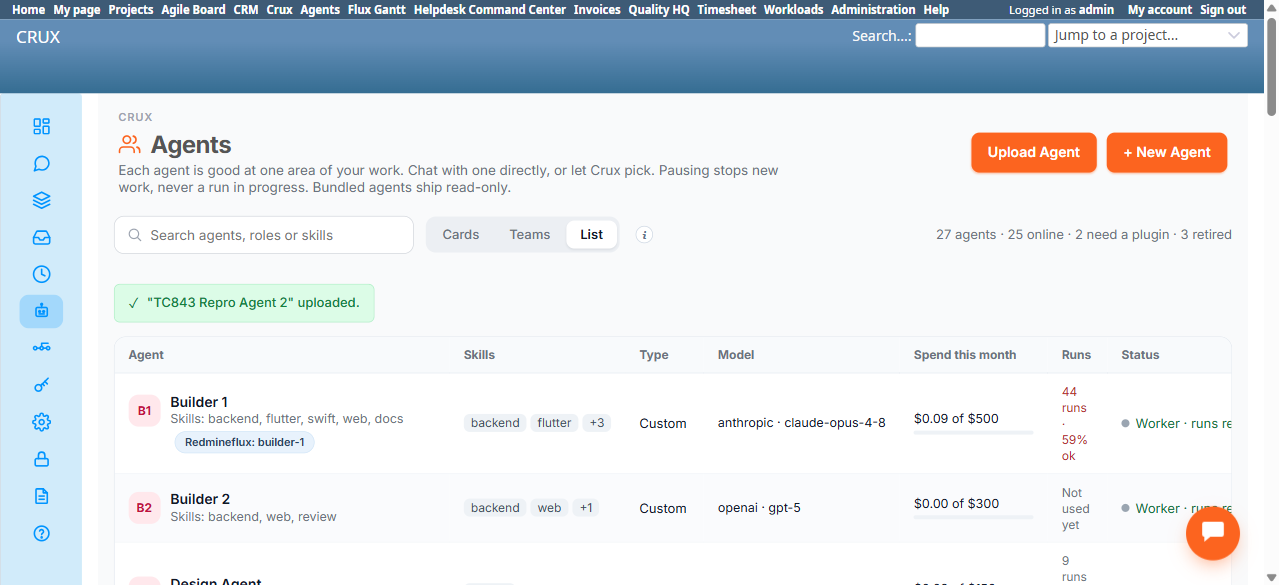 Home My page Projects Agile Board CRM Crux Agents Flux Gantt Helpdesk Command Center Invoices Quality HQ Timesheet Workloads Administration Help Logged in as admin My account Sign out
CRUX Search...: Jump to a project...
CRUX
Agents
Each agent is good at one area of your work. Chat with one directly, or let Crux pick. Pausing stops new
work, never a run in progress. Bundled agents ship read-only.
Upload Agent + New Agent
Search agents, roles or skills Cards Teams List i 27 agents · 25 online · 2 need a plugin · 3 retired
✓ "TC843 Repro Agent 2" uploaded.
Agent Skills Type Model Spend this month Runs Status
B1 Builder 1
Skills: backend, flutter, swift, web, docs
Redmineflux: builder-1
backend flutter +3 Custom anthropic · claude-opus-4-8 $0.09 of $500
44
runs
·
59%
ok
Worker · runs re
B2 Builder 2
Skills: backend, web, review
backend web +1 Custom openai · gpt-5 $0.00 of $300
Not
used
yet
Worker ·
Design Agent
9
runs